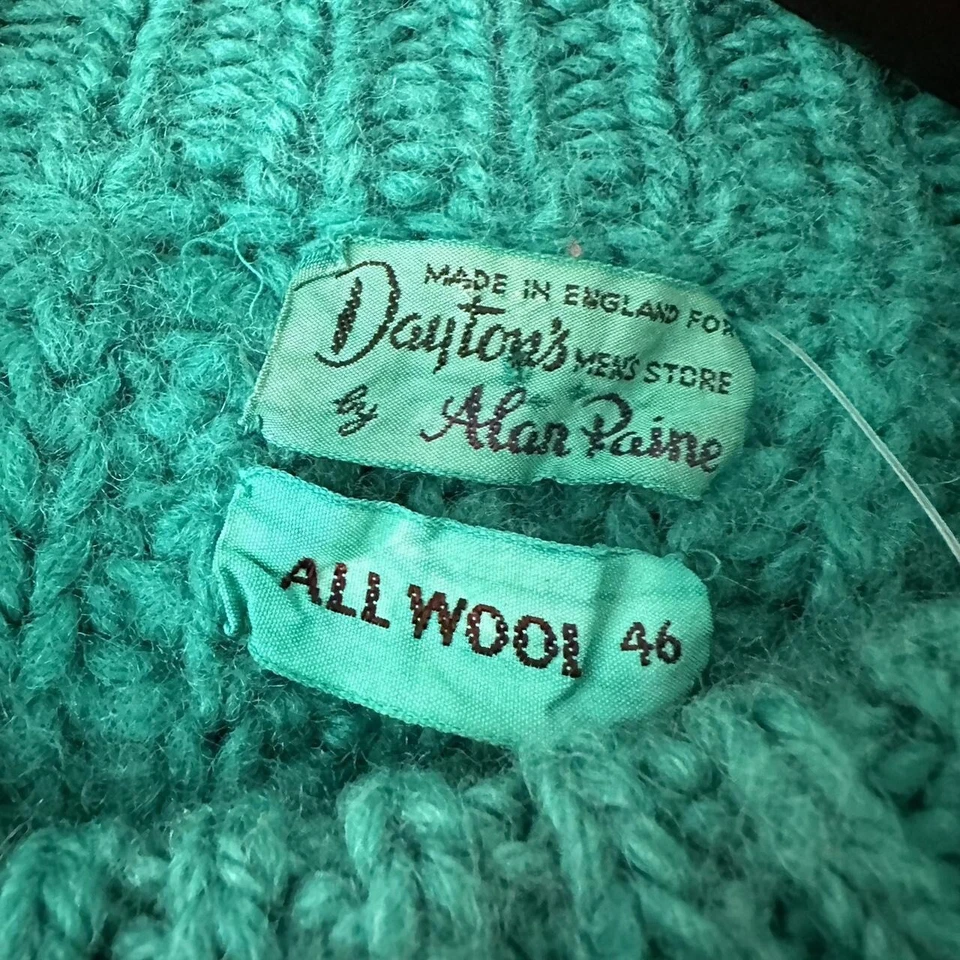 MADE IN ENGLAND FOR
Dayton's MEN'S STORE
by Alan Paine
ALL WOOL 46